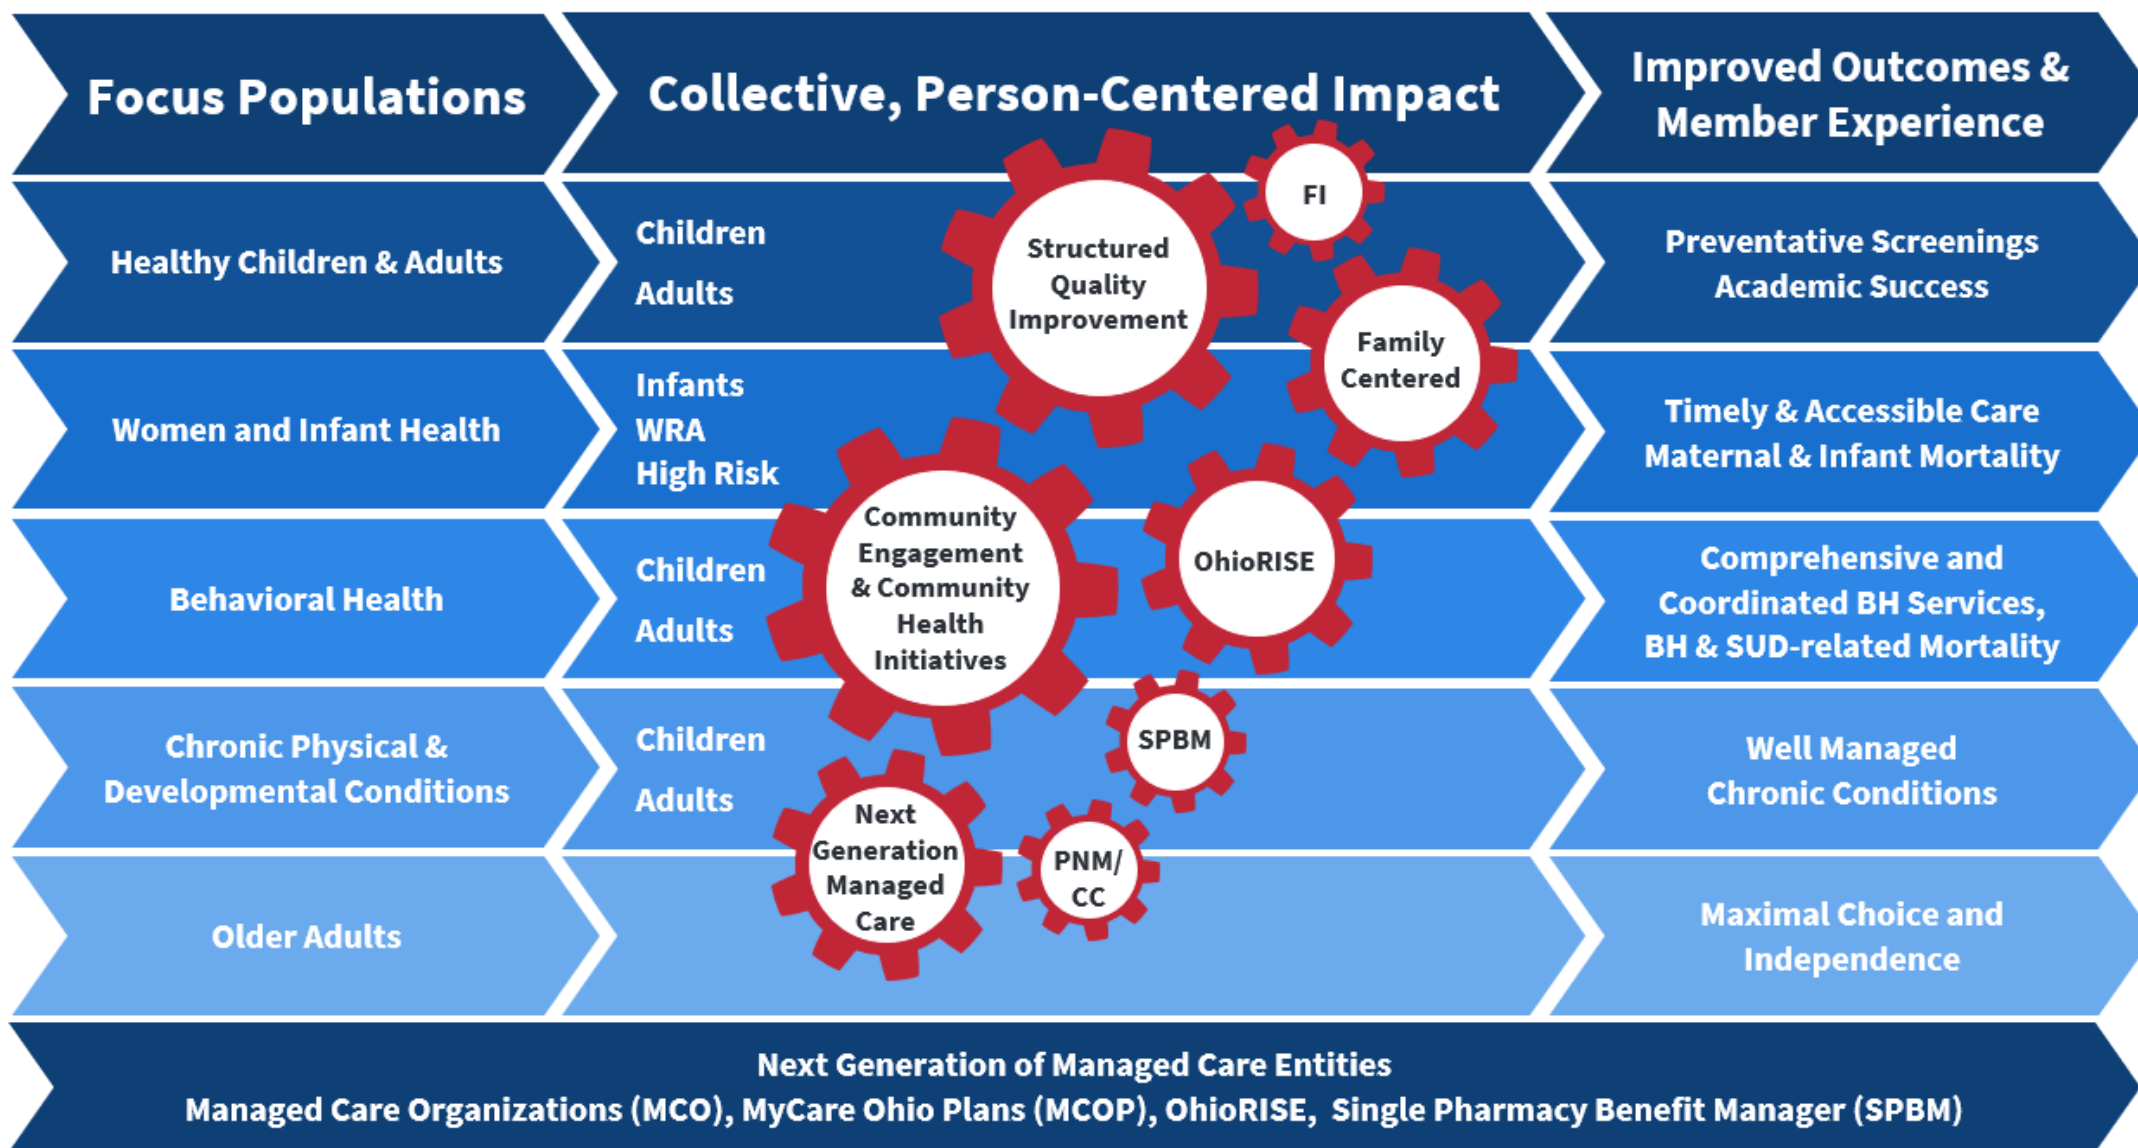 Focus Populations
Collective, Person-Centered Impact
Improved Outcomes &
Member Experience
Healthy Children & Adults
Children
Adults
Preventative Screenings
Academic Success
Women and Infant Health
Infants
WRA
High Risk
Timely & Accessible Care
Maternal & Infant Mortality
Behavioral Health
Children
Adults
Comprehensive and
Coordinated BH Services,
BH & SUD-related Mortality
Chronic Physical &
Developmental Conditions
Children
Adults
Well Managed
Chronic Conditions
Older Adults
Maximal Choice and
Independence
Structured
Quality
Improvement
FI
Family
Centered
Community
Engagement
& Community
Health
Initiatives
OhioRISE
SPBM
Next
Generation
Managed
Care
PNM/
CC
Next Generation of Managed Care Entities
Managed Care Organizations (MCO), MyCare Ohio Plans (MCOP), OhioRISE, Single Pharmacy Benefit Manager (SPBM)